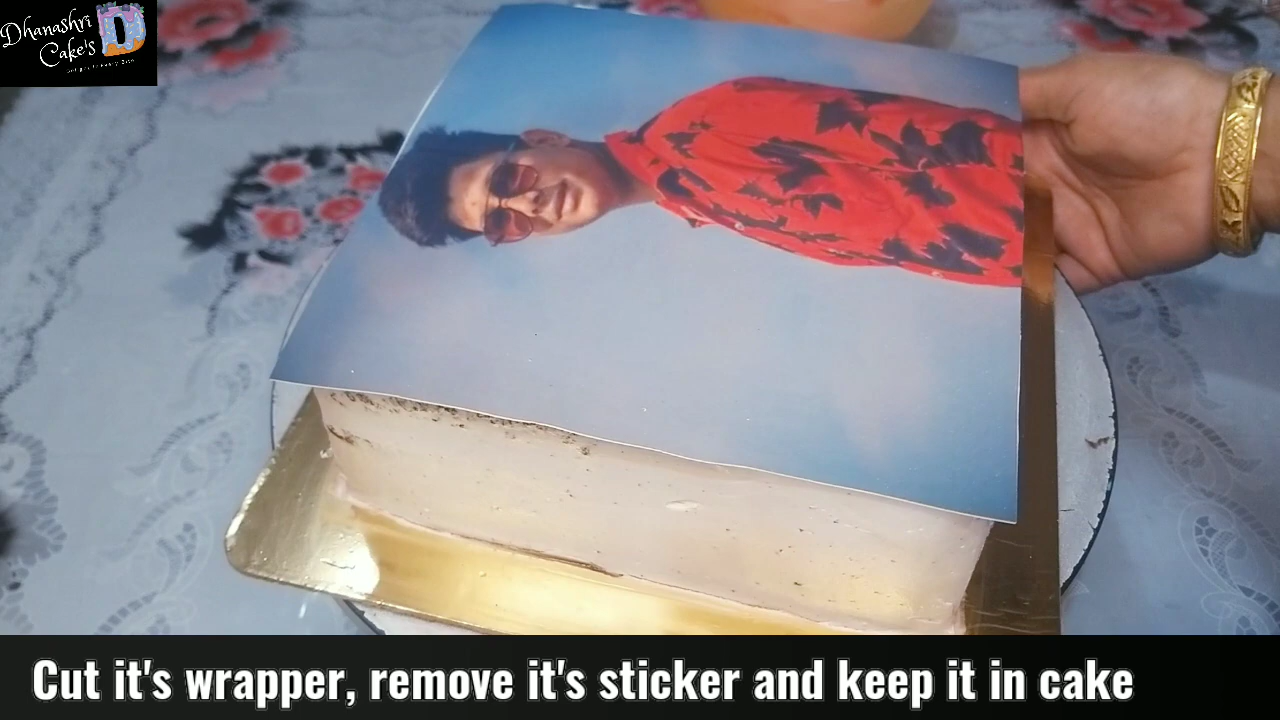 Dhanashri
Cake's D
Cut it's wrapper, remove it's sticker and keep it in cake